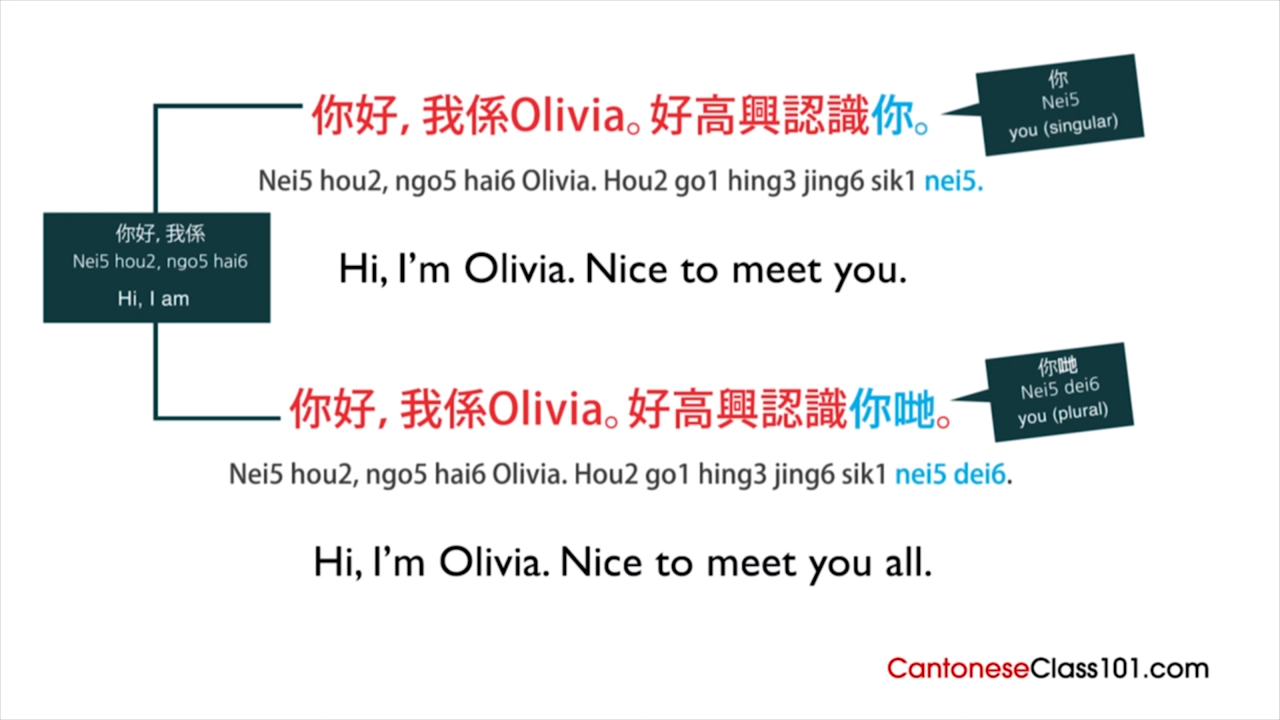 你好, 我係Olivia。好高興認識你。
你
Nei5
you (singular)
Nei5 hou2, ngo5 hai6 Olivia. Hou2 go1 hing3 jing6 sik1 nei5.
你好, 我係
Nei5 hou2, ngo5 hai6
Hi, I am
Hi, I'm Olivia. Nice to meet you.
你哋
Nei5 dei6
you (plural)
你好, 我係Olivia。好高興認識你哋。
Nei5 hou2, ngo5 hai6 Olivia. Hou2 go1 hing3 jing6 sik1 nei5 dei6.
Hi, I'm Olivia. Nice to meet you all.
CantoneseClass101.com